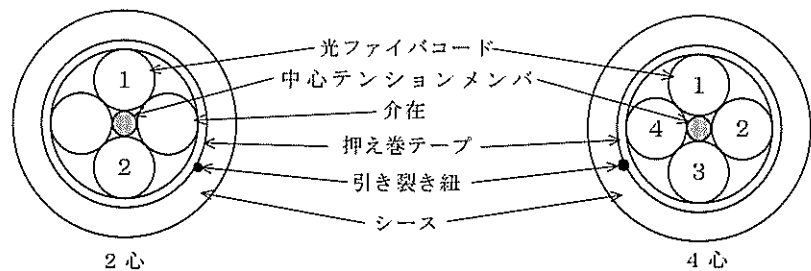 光ファイバコード
中心テンションメンバ
介在
押え巻テープ
引き裂き紐
シース
1
2
2心
1
4
2
3
4心